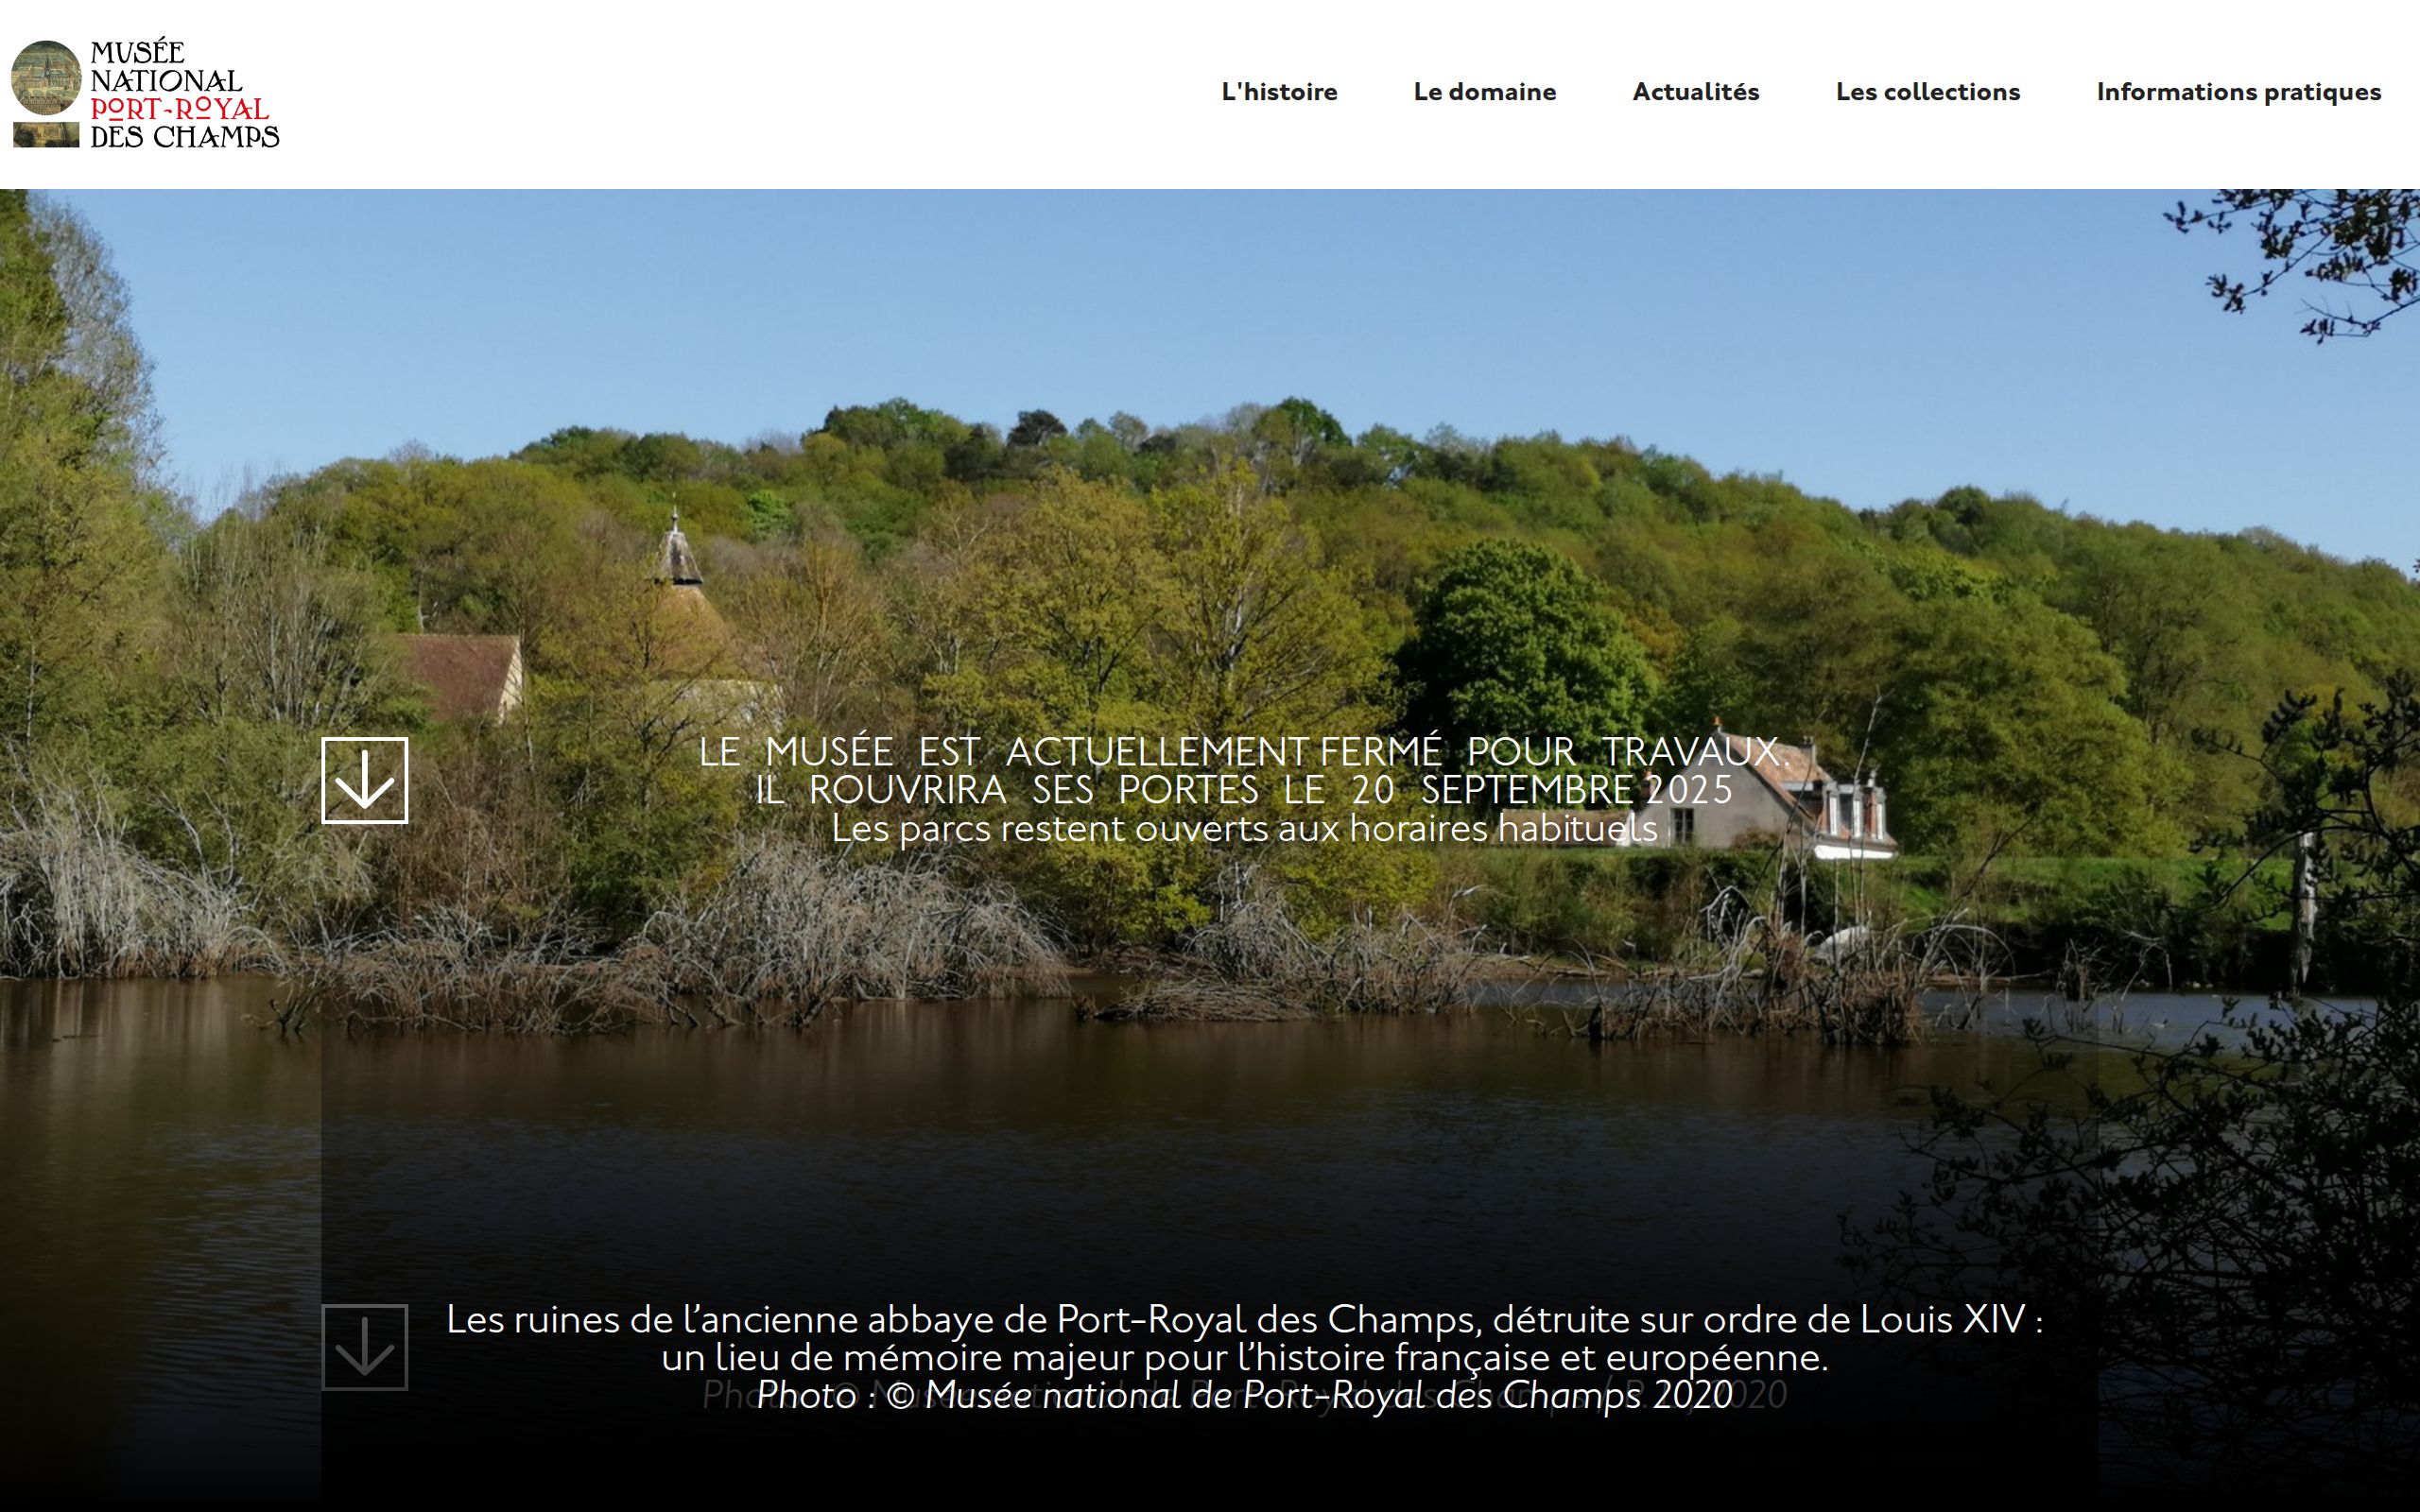 MUSÉE
NATIONAL
PORT-ROYAL
DES CHAMPS
L'histoire
Le domaine
Actualités
Les collections
Informations pratiques
LE MUSÉE EST ACTUELLEMENT FERMÉ POUR TRAVAUX.
IL ROUVRIRA SES PORTES LE 20 SEPTEMBRE 2025
Les parcs restent ouverts aux horaires habituels
Les ruines de l’ancienne abbaye de Port-Royal des Champs, détruite sur ordre de Louis XIV :
un lieu de mémoire majeur pour l’histoire française et européenne.
Photo : © Musée national de Port-Royal des Champs 2020